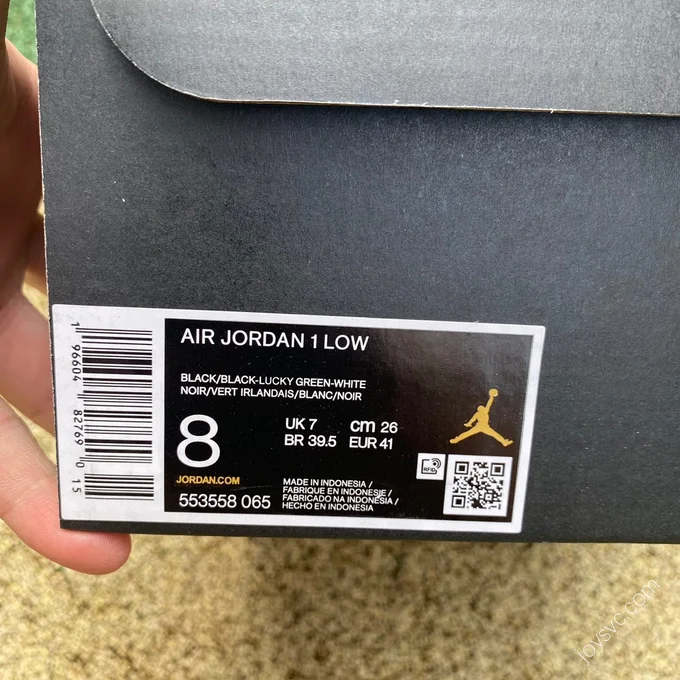 AIR JORDAN 1 LOW
BLACK/BLACK-LUCKY GREEN-WHITE
NOIR/VERT IRLANDAIS/BLANC/NOIR
8
UK 7 cm 26
BR 39.5 EUR 41
JORDAN.COM
553558 065
MADE IN INDONESIA /
FABRIQUE EN INDONESIE /
FABRICADO NA INDONÉSIA /
HECHO EN INDONESIA
RFID
1 96604 82769 0 15
joysvc.com